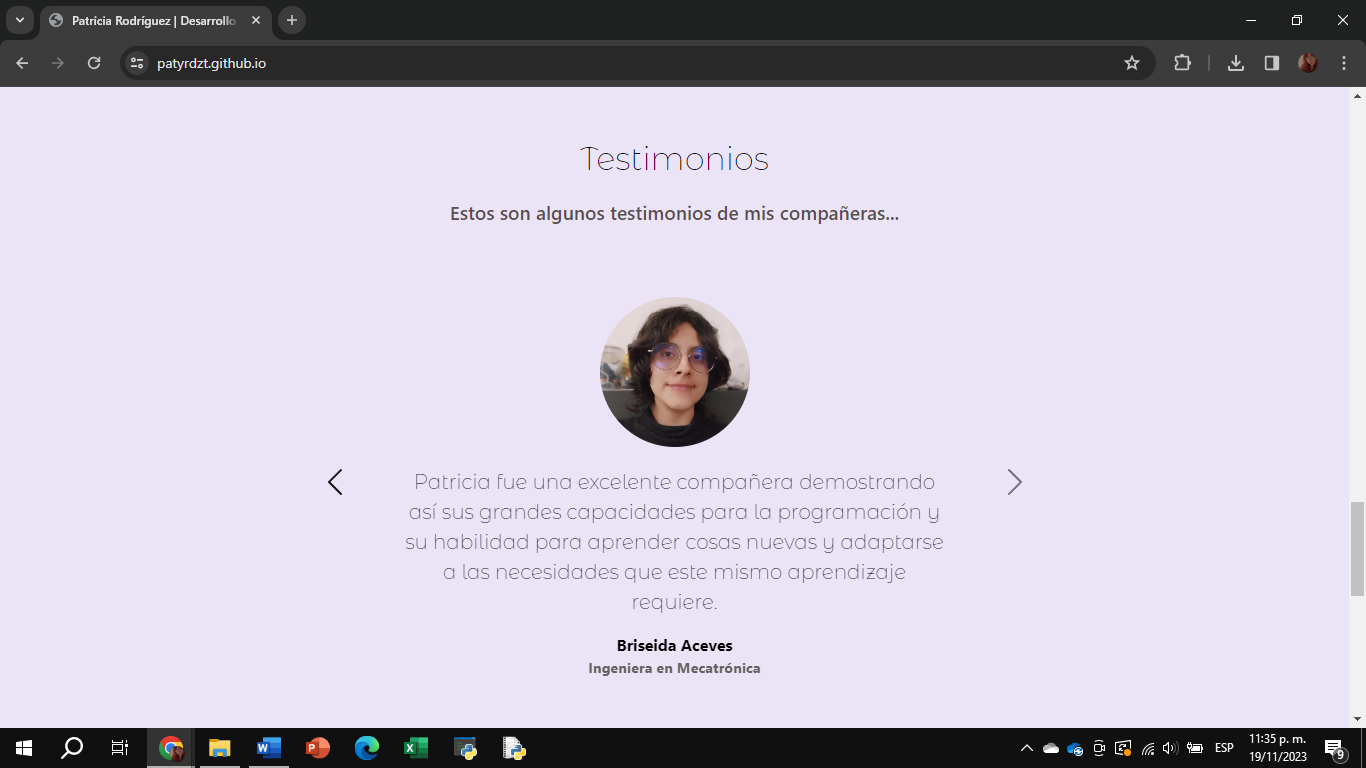 Patricia Rodríguez | Desarrollo
patyrdzt.github.io
Testimonios
Estos son algunos testimonios de mis compañeras...
Patricia fue una excelente compañera demostrando
así sus grandes capacidades para la programación y
su habilidad para aprender cosas nuevas y adaptarse
a las necesidades que este mismo aprendizaje
requiere.
Briseida Aceves
Ingeniera en Mecatrónica
ESP
11:35 p. m.
19/11/2023
9